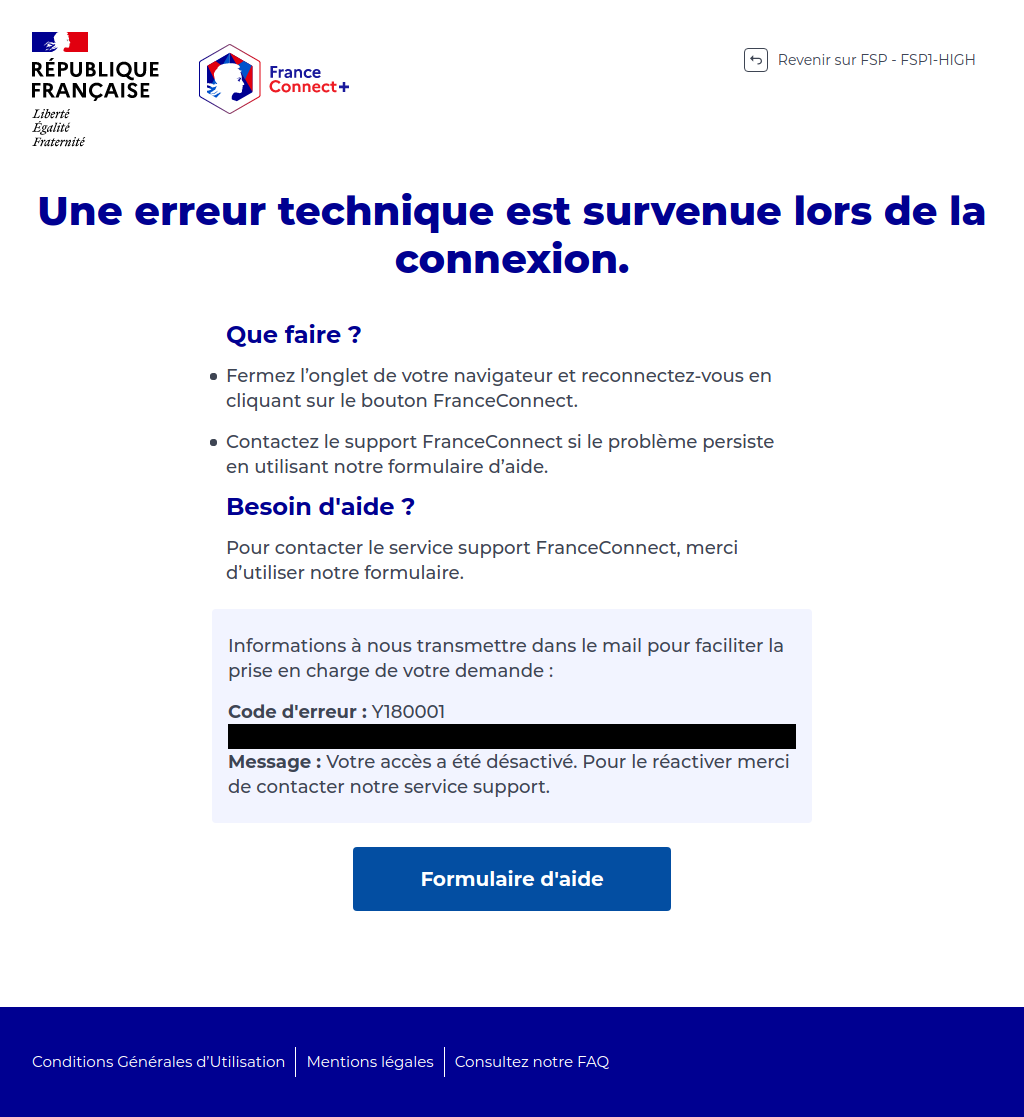 RÉPUBLIQUE
FRANÇAISE
Liberté
Égalité
Fraternité
France
Connect+
Revenir sur FSP - FSP1-HIGH
Une erreur technique est survenue lors de la
connexion.
Que faire ?
Fermez l’onglet de votre navigateur et reconnectez-vous en
cliquant sur le bouton FranceConnect.
Contactez le support FranceConnect si le problème persiste
en utilisant notre formulaire d’aide.
Besoin d'aide ?
Pour contacter le service support FranceConnect, merci
d’utiliser notre formulaire.
Informations à nous transmettre dans le mail pour faciliter la
prise en charge de votre demande :
Code d'erreur : Y180001
Message : Votre accès a été désactivé. Pour le réactiver merci
de contacter notre service support.
Formulaire d'aide
Conditions Générales d’Utilisation
Mentions légales
Consultez notre FAQ